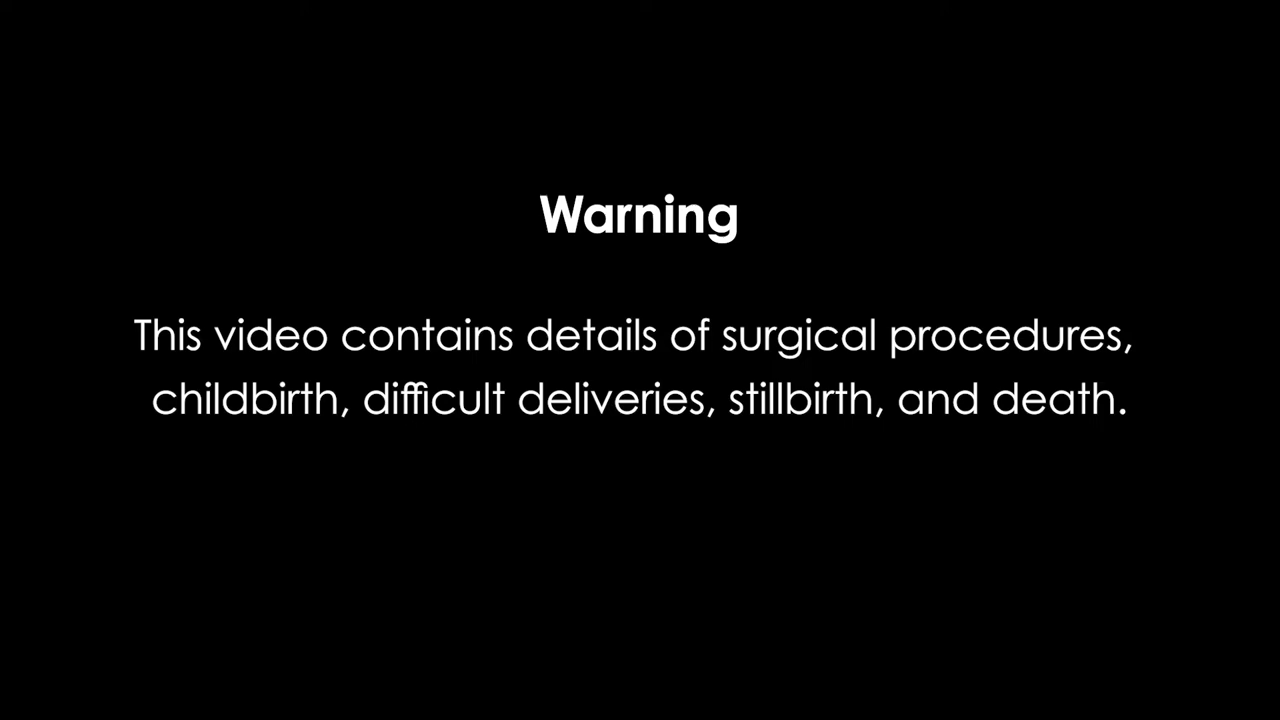 Warning
This video contains details of surgical procedures,
childbirth, difficult deliveries, stillbirth, and death.